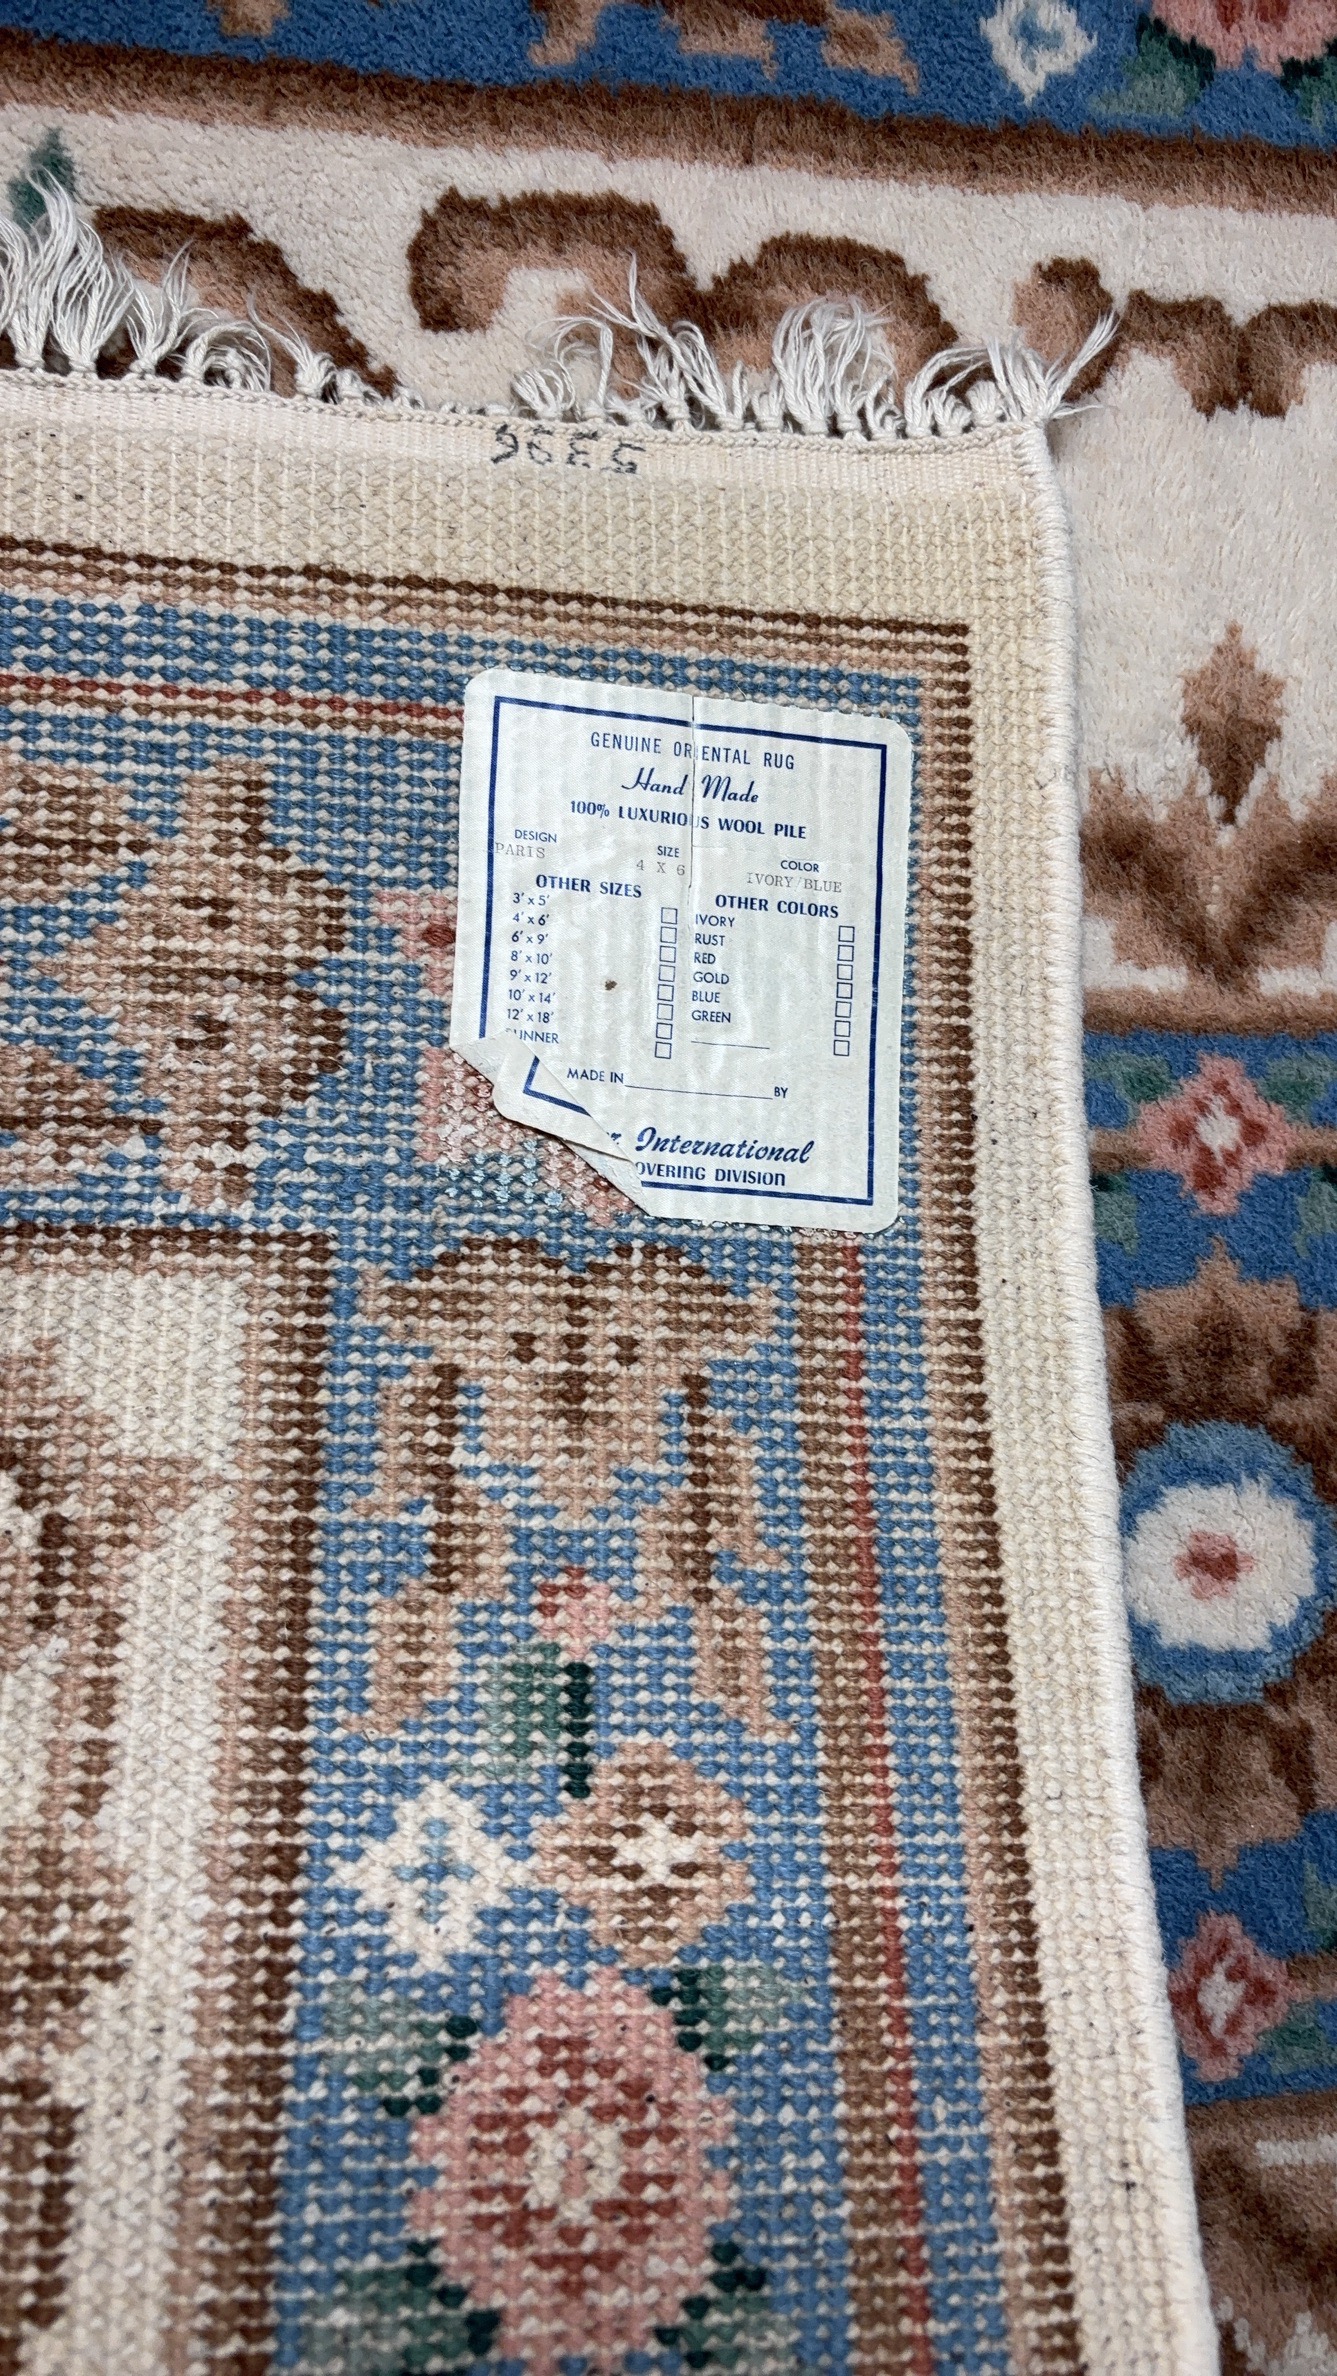 5396
GENUINE ORIENTAL RUG
Hand Made
100% LUXURIOUS WOOL PILE
DESIGN SIZE COLOR
PARIS 4 X 6 IVORY/BLUE
OTHER SIZES OTHER COLORS
3' x 5' IVORY
4' x 6' RUST
6' x 9' RED
8' x 10' GOLD
9' x 12' BLUE
10' x 14' GREEN
12' x 18'
RUNNER
MADE IN BY
International
OVERING DIVISION